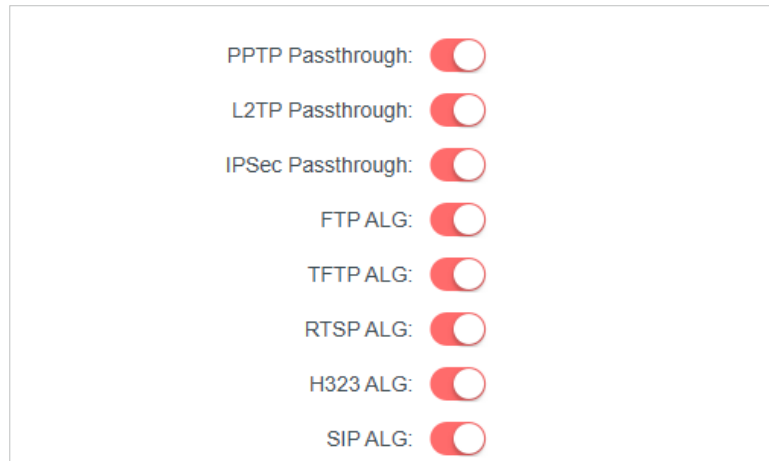 PPTP Passthrough:
L2TP Passthrough:
IPSec Passthrough:
FTP ALG:
TFTP ALG:
RTSP ALG:
H323 ALG:
SIP ALG: